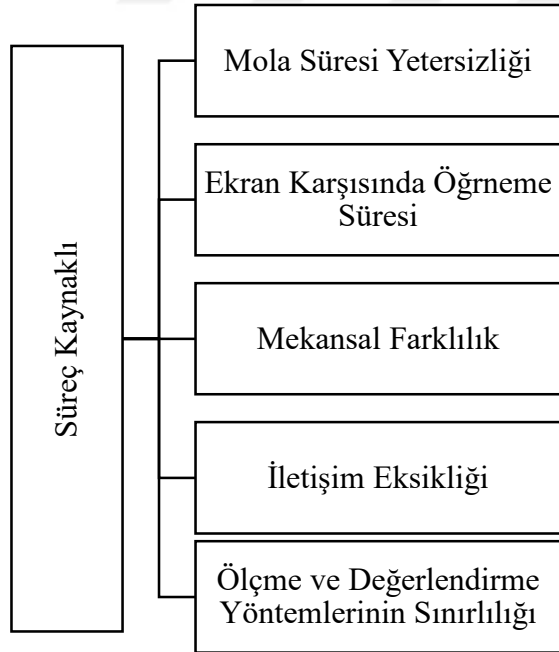 Süreç Kaynaklı
Mola Süresi Yetersizliği
Ekran Karşısında Öğrneme
Süresi
Mekansal Farklılık
İletişim Eksikliği
Ölçme ve Değerlendirme
Yöntemlerinin Sınırlılığı